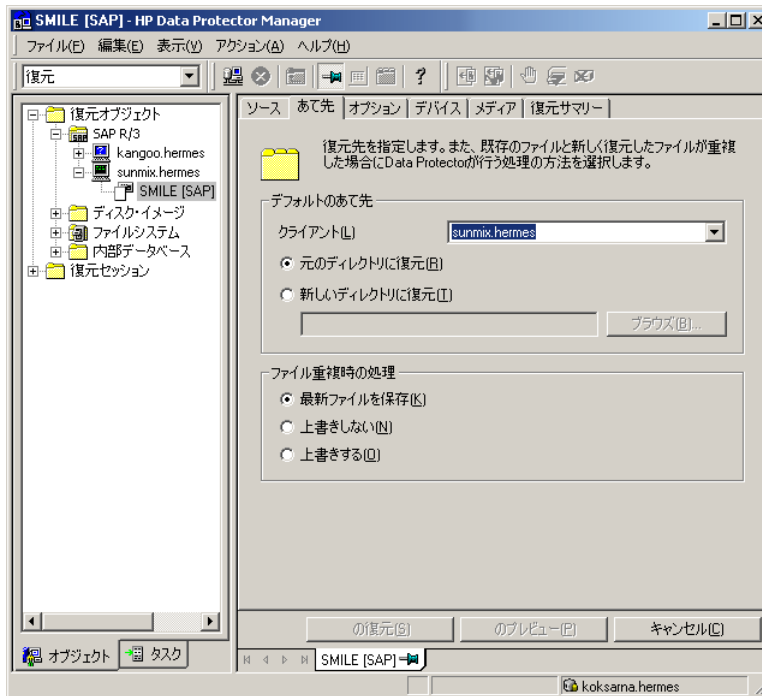 SMILE [SAP] - HP Data Protector Manager
ファイル(F) 編集(E) 表示(V) アクション(A) ヘルプ(H)
復元
復元オブジェクト
SAP R/3
kangoo.hermes
sunmix.hermes
SMILE [SAP]
ディスク・イメージ
ファイルシステム
内部データベース
復元セッション
オブジェクト タスク
ソース あて先 オプション デバイス メディア 復元サマリー
復元先を指定します。また、既存のファイルと新しく復元したファイルが重複
した場合にData Protectorが行う処理の方法を選択します。
デフォルトのあて先
クライアント(L) sunmix.hermes
元のディレクトリに復元(R)
新しいディレクトリに復元(T)
ブラウズ(B)...
ファイル重複時の処理
最新ファイルを保存(K)
上書きしない(N)
上書きする(O)
の復元(S) のプレビュー(P) キャンセル(C)
SMILE [SAP]
koksarna.hermes